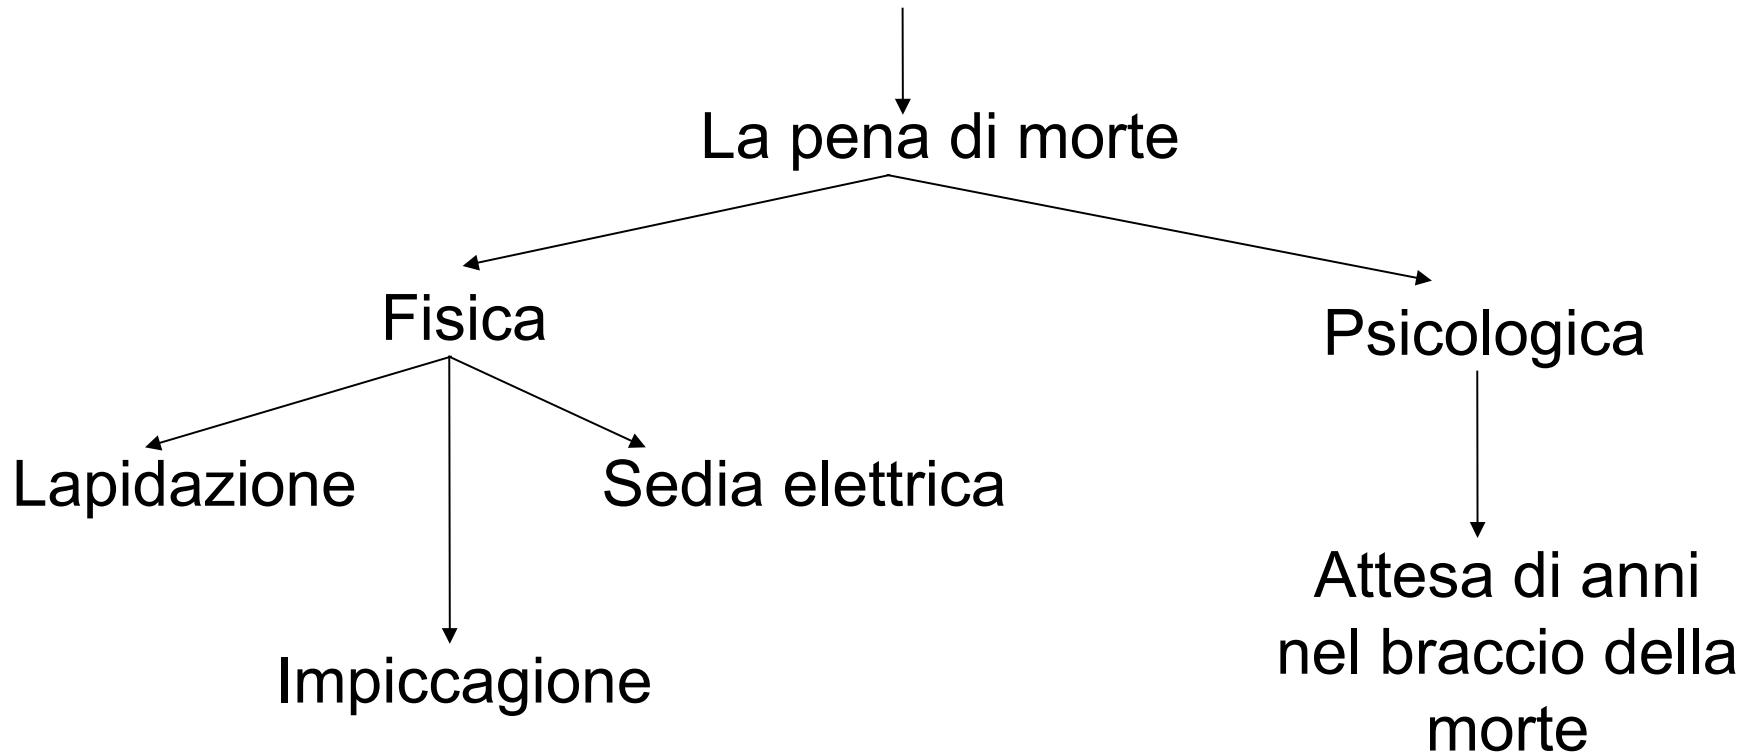 La pena di morte
Fisica
Psicologica
Lapidazione
Sedia elettrica
Impiccagione
Attesa di anni
nel braccio della
morte